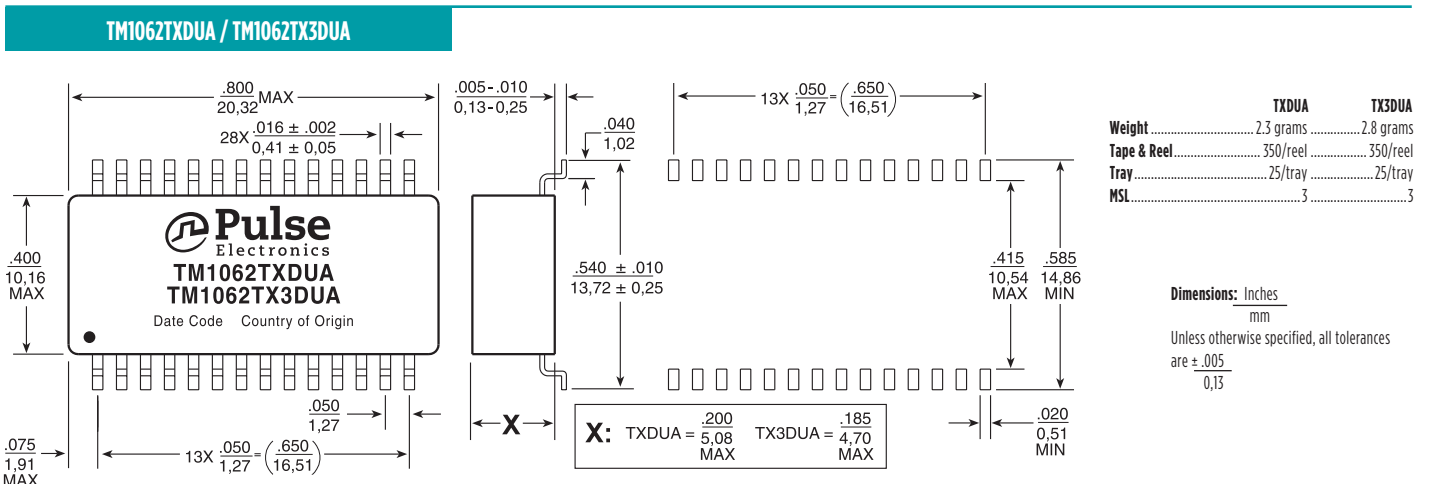 TM1062TXDUA / TM1062TX3DUA
.800
20,32
MAX
28X .016 ± .002
0,41 ± 0,05
.005-.010
0,13-0,25
.040
1,02
13X .050 = (.650)
1,27 (16,51)
Pulse
Electronics
TM1062TXDUA
TM1062TX3DUA
Date Code Country of Origin
.400
10,16
MAX
.540 ± .010
13,72 ± 0,25
.415
10,54
MAX
.585
14,86
MIN
.050
1,27
.075
1,91
MAX
13X .050 = (.650)
1,27 (16,51)
X
X: TXDUA = .200
5,08
MAX
TX3DUA = .185
4,70
MAX
.020
0,51
MIN
TXDUA TX3DUA
Weight ........ 2.3 grams ........ 2.8 grams
Tape & Reel ........ 350/reel ........ 350/reel
Tray ........ 25/tray ........ 25/tray
MSL ........ 3 ........ 3
Dimensions: Inches
mm
Unless otherwise specified, all tolerances
are ± .005
0,13